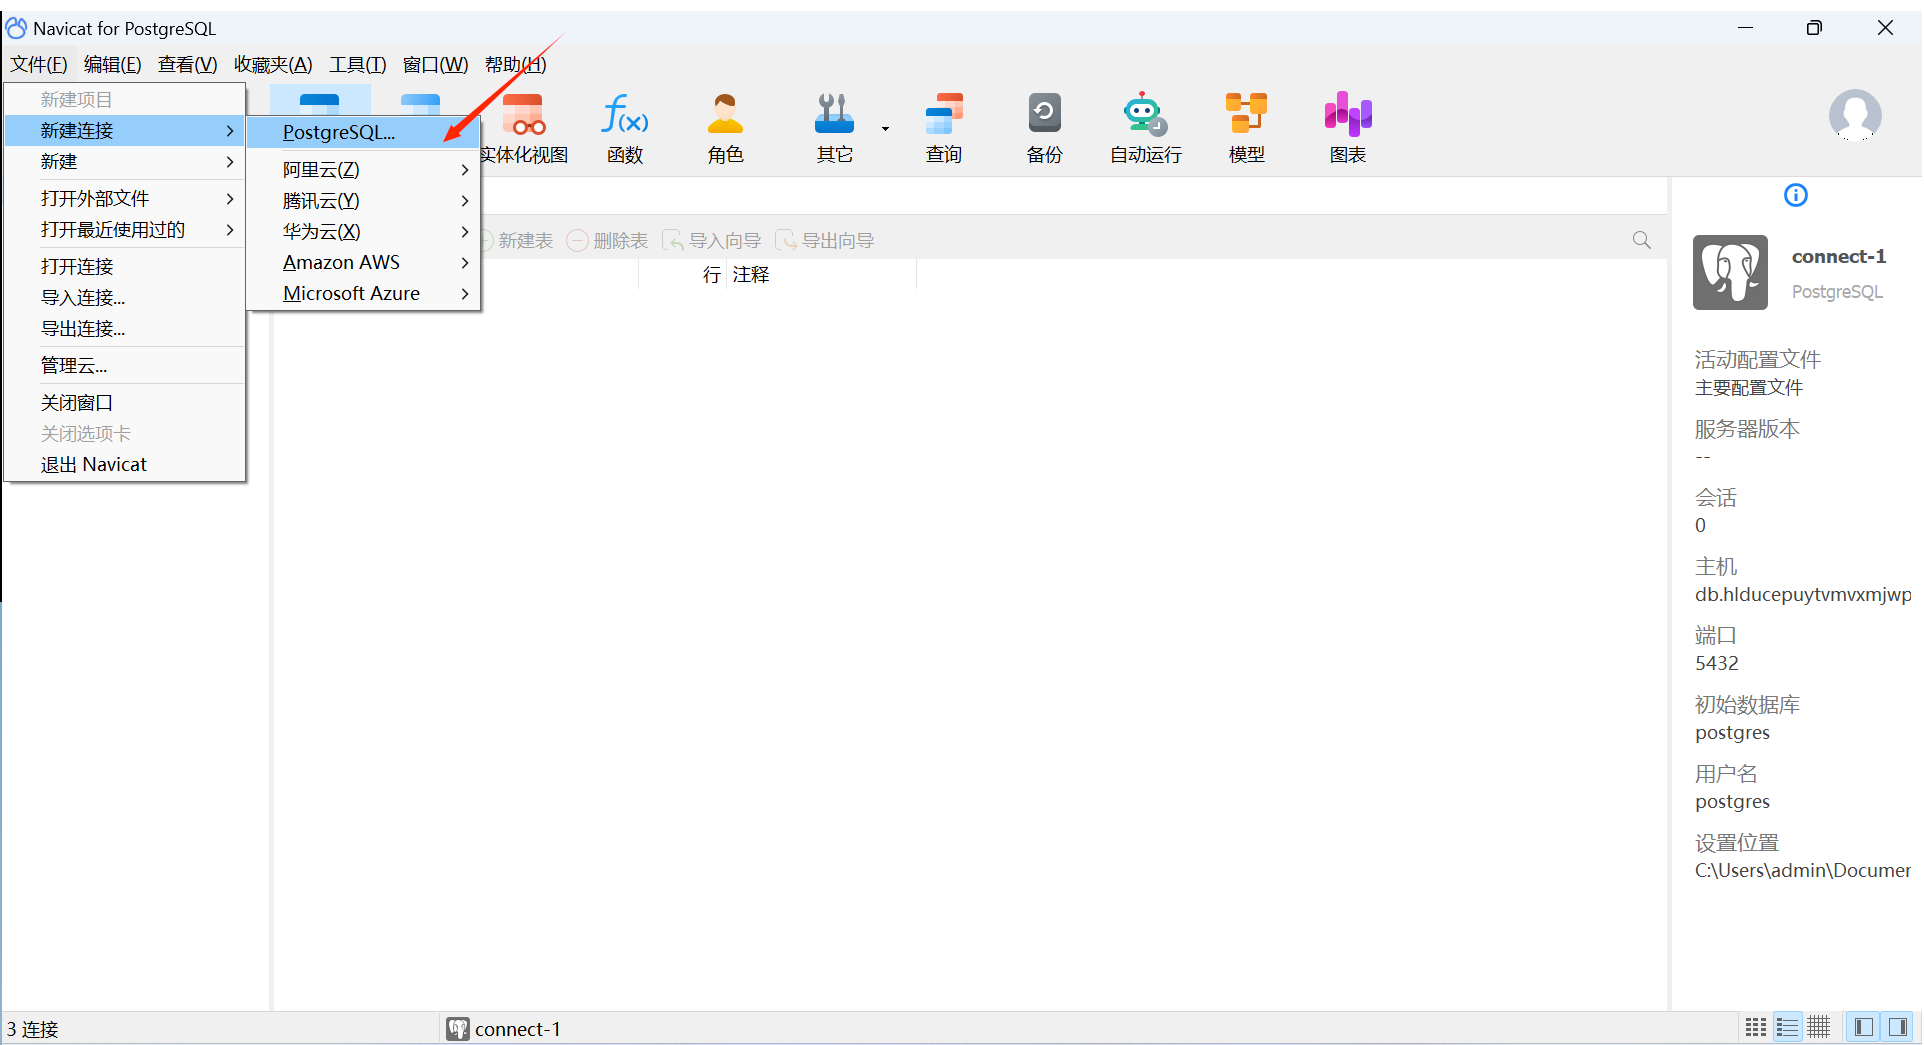 Navicat for PostgreSQL
文件(F) 编辑(E) 查看(V) 收藏夹(A) 工具(T) 窗口(W) 帮助(H)
新建项目
新建连接
新建
打开外部文件
打开最近使用过的
打开连接
导入连接...
导出连接...
管理云...
关闭窗口
关闭选项卡
退出 Navicat
PostgreSQL...
阿里云(Z)
腾讯云(Y)
华为云(X)
Amazon AWS
Microsoft Azure
实体化视图 函数 角色 其它 查询 备份 自动运行 模型 图表
新建表 删除表 导入向导 导出向导
行 注释
connect-1
PostgreSQL
活动配置文件
主要配置文件
服务器版本
--
会话
0
主机
db.hlducepuytvmvxmjwp
端口
5432
初始数据库
postgres
用户名
postgres
设置位置
C:\Users\admin\Documer
3 连接 connect-1